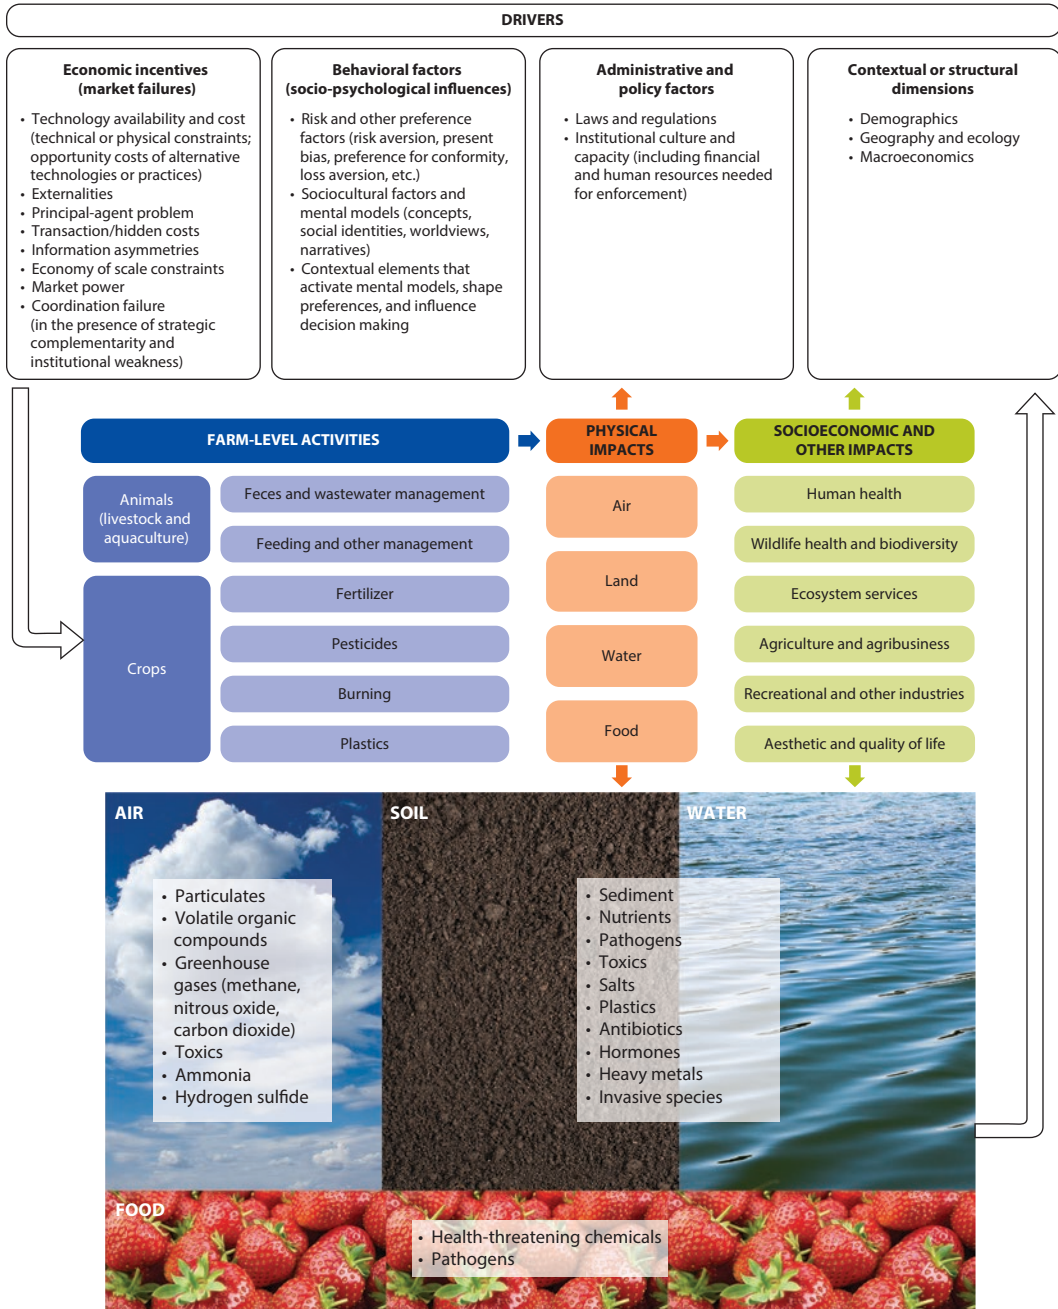 DRIVERS
Economic incentives
(market failures)
• Technology availability and cost
(technical or physical constraints;
opportunity costs of alternative
technologies or practices)
• Externalities
• Principal-agent problem
• Transaction/hidden costs
• Information asymmetries
• Economy of scale constraints
• Market power
• Coordination failure
(in the presence of strategic
complementarity and
institutional weakness)
Behavioral factors
(socio-psychological influences)
• Risk and other preference
factors (risk aversion, present
bias, preference for conformity,
loss aversion, etc.)
• Sociocultural factors and
mental models (concepts,
social identities, worldviews,
narratives)
• Contextual elements that
activate mental models, shape
preferences, and influence
decision making
Administrative and
policy factors
• Laws and regulations
• Institutional culture and
capacity (including financial
and human resources needed
for enforcement)
Contextual or structural
dimensions
• Demographics
• Geography and ecology
• Macroeconomics
FARM-LEVEL ACTIVITIES
Animals
(livestock and
aquaculture)
Feces and wastewater management
Feeding and other management
Crops
Fertilizer
Pesticides
Burning
Plastics
PHYSICAL
IMPACTS
Air
Land
Water
Food
SOCIOECONOMIC AND
OTHER IMPACTS
Human health
Wildlife health and biodiversity
Ecosystem services
Agriculture and agribusiness
Recreational and other industries
Aesthetic and quality of life
AIR
• Particulates
• Volatile organic
compounds
• Greenhouse
gases (methane,
nitrous oxide,
carbon dioxide)
• Toxics
• Ammonia
• Hydrogen sulfide
SOIL
WATER
• Sediment
• Nutrients
• Pathogens
• Toxics
• Salts
• Plastics
• Antibiotics
• Hormones
• Heavy metals
• Invasive species
FOOD
• Health-threatening chemicals
• Pathogens